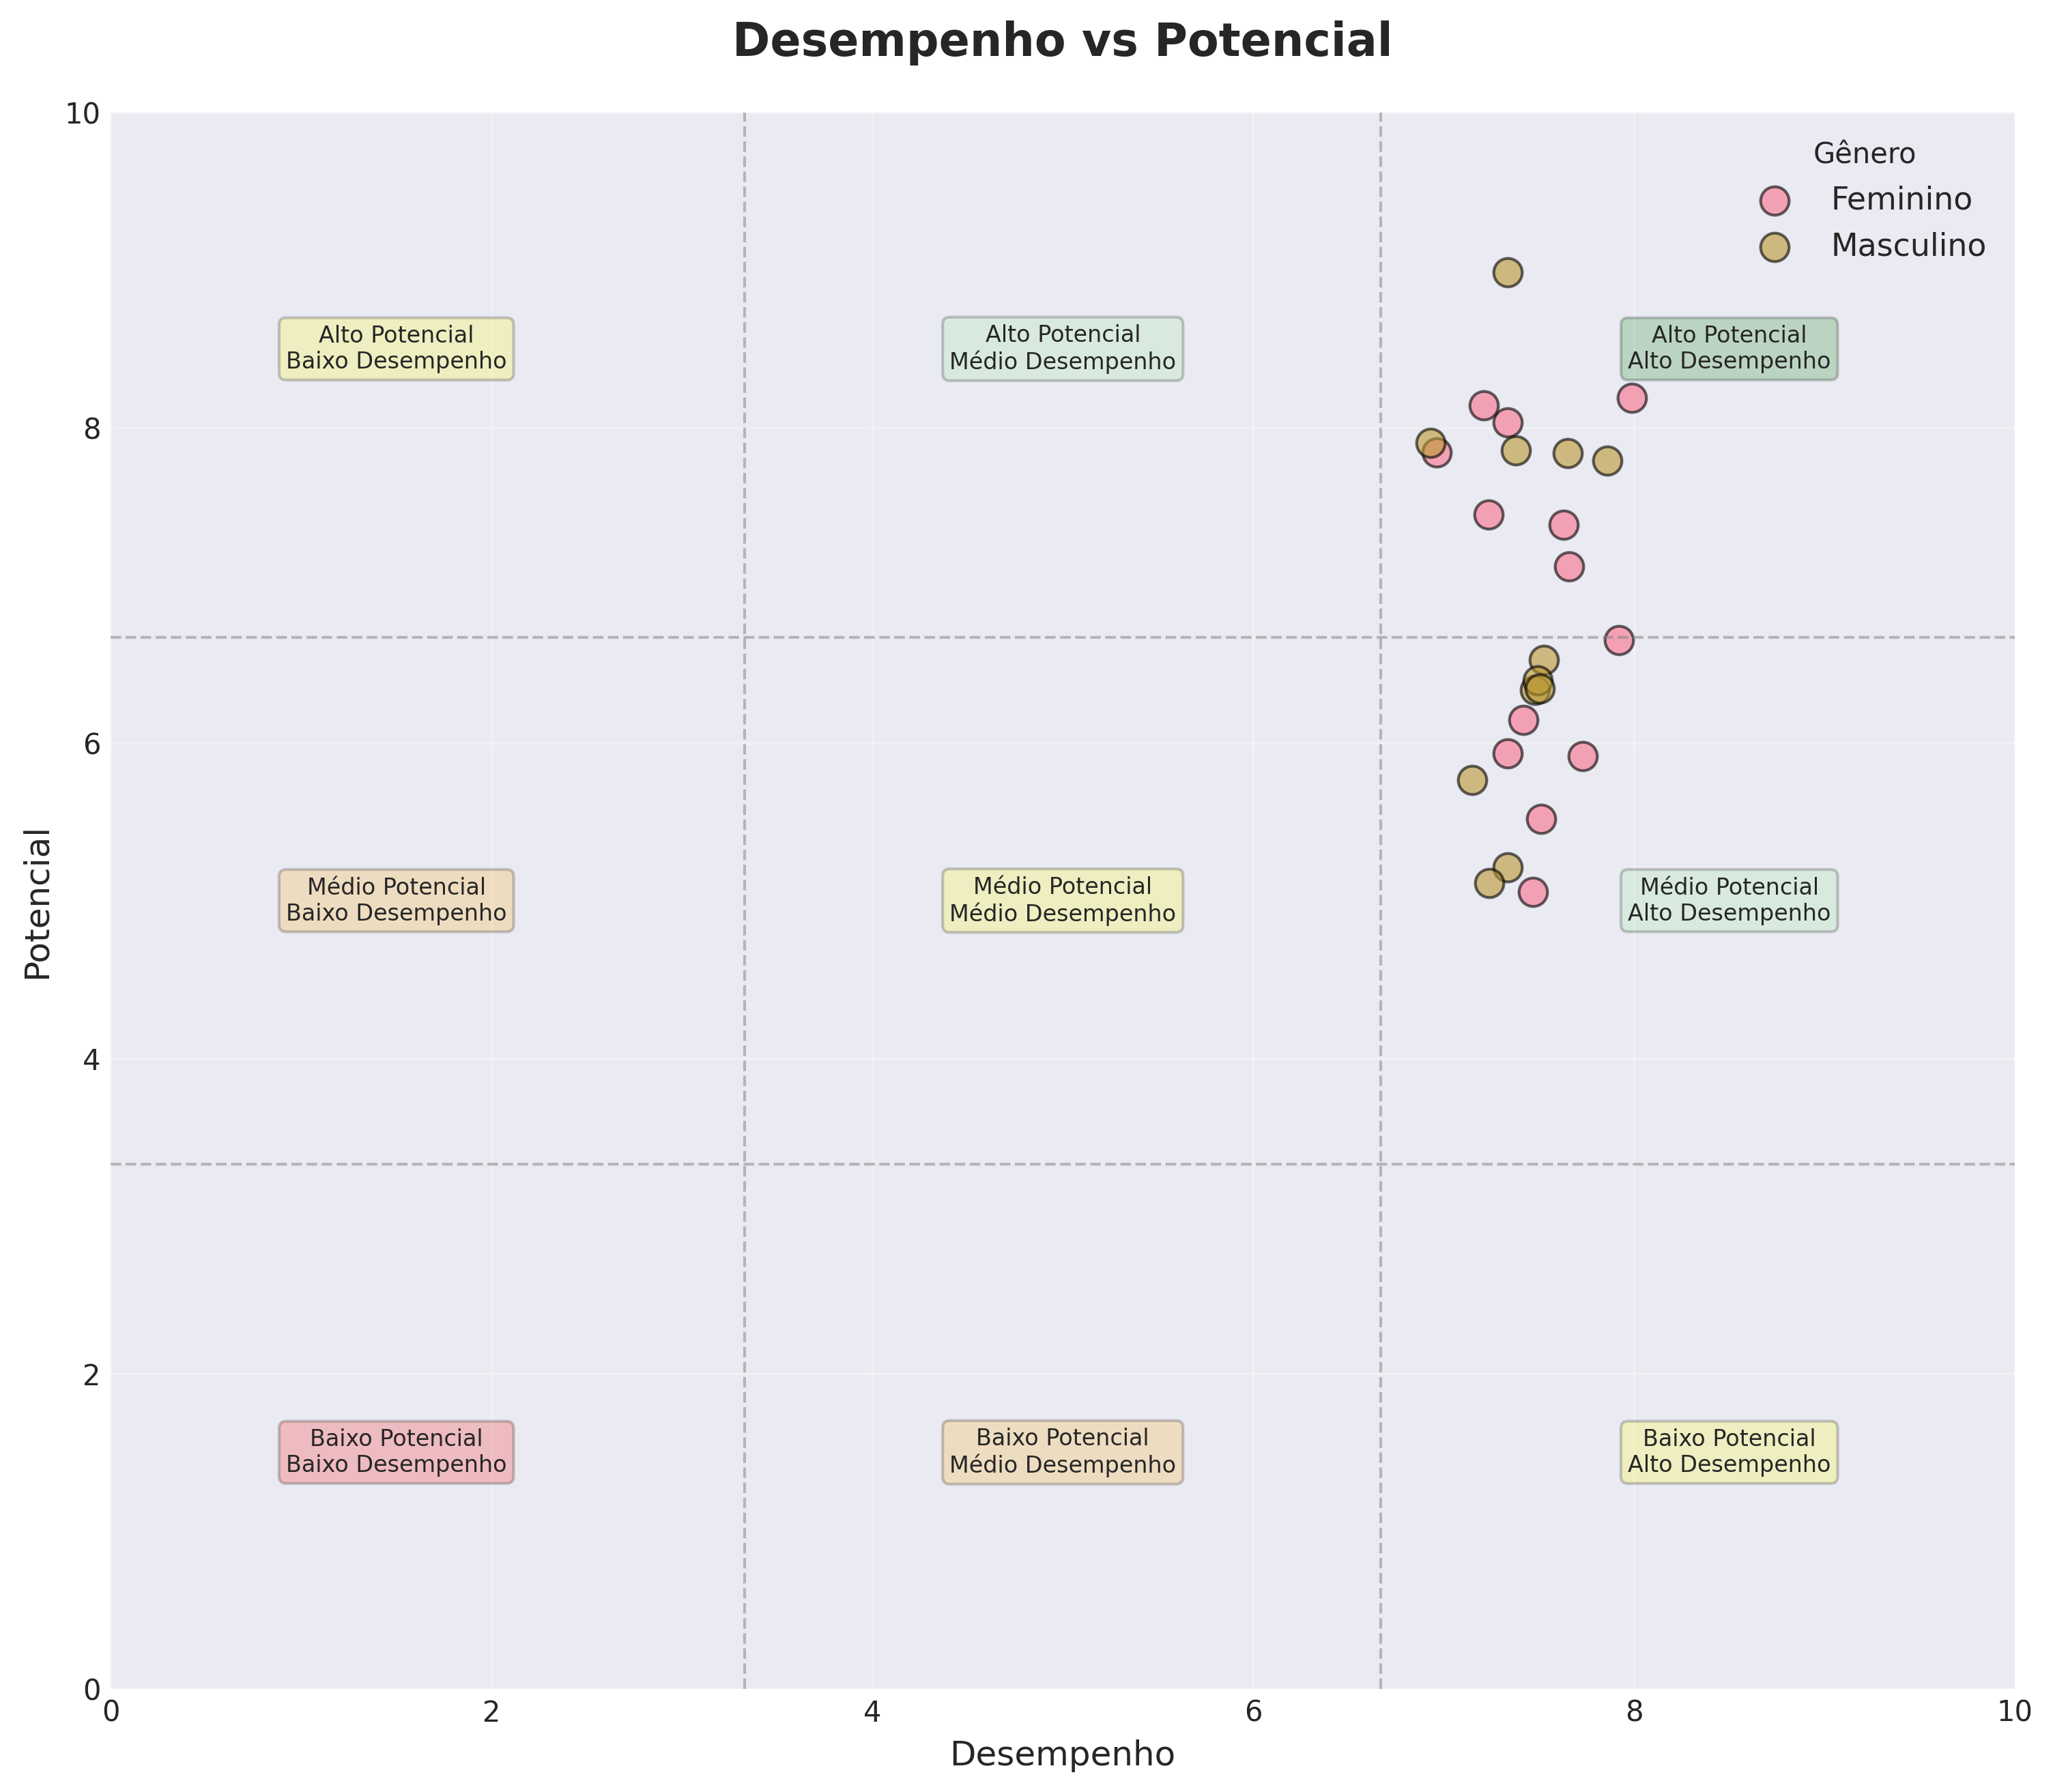 Desempenho vs Potencial
10
8
6
4
2
0
Potencial
Gênero
Feminino
Masculino
Alto Potencial
Baixo Desempenho
Alto Potencial
Médio Desempenho
Alto Potencial
Alto Desempenho
Médio Potencial
Baixo Desempenho
Médio Potencial
Médio Desempenho
Médio Potencial
Alto Desempenho
Baixo Potencial
Baixo Desempenho
Baixo Potencial
Médio Desempenho
Baixo Potencial
Alto Desempenho
0 2 4 6 8 10
Desempenho